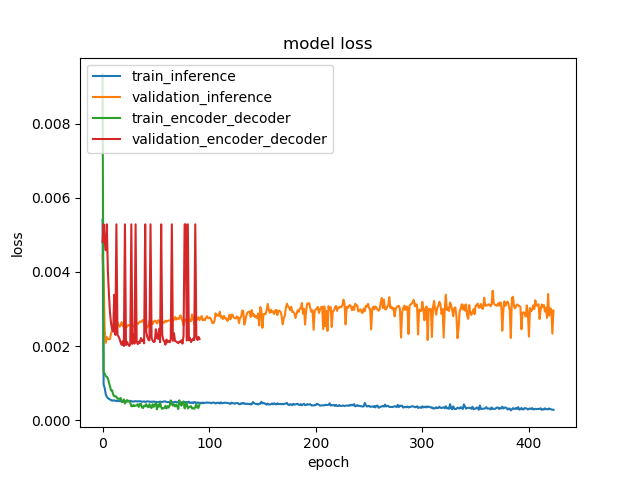 model loss
train_inference
validation_inference
train_encoder_decoder
validation_encoder_decoder
loss
0.008
0.006
0.004
0.002
0.000
0 100 200 300 400
epoch